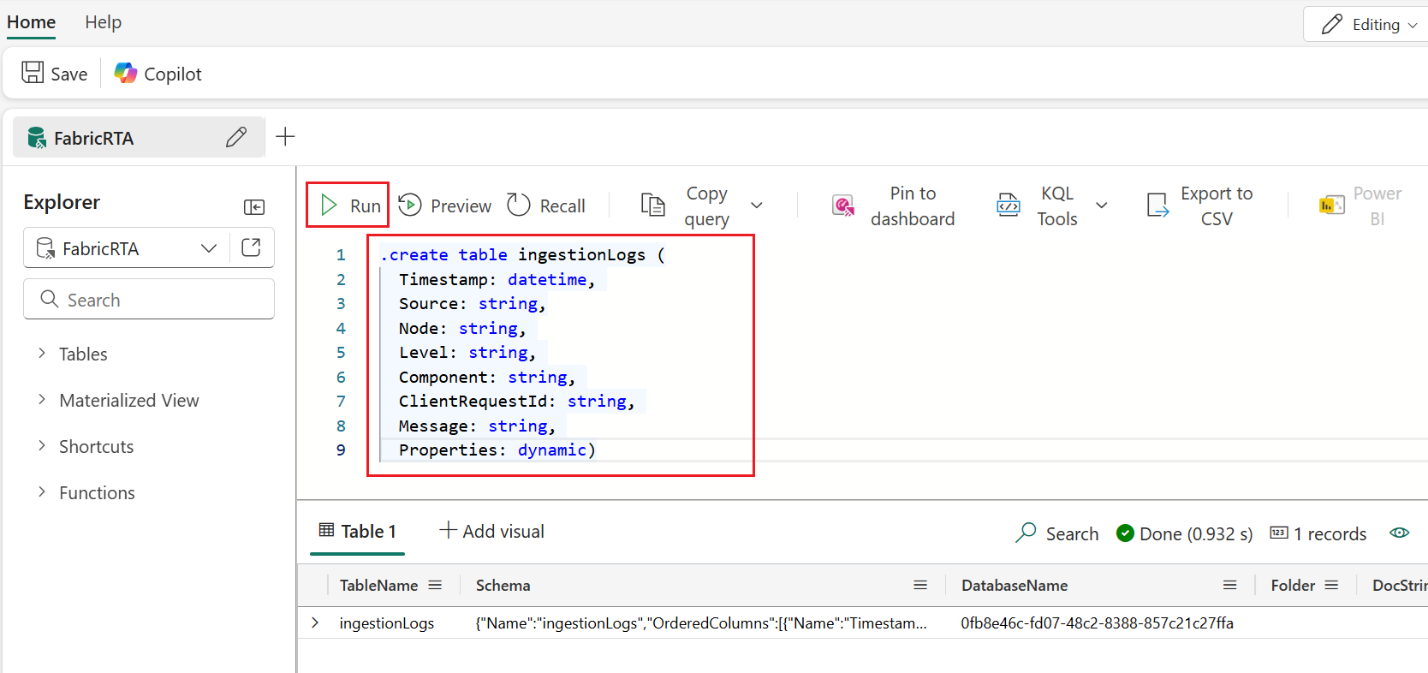 Home Help
Editing
Save Copilot
FabricRTA
Explorer
FabricRTA
Search
Tables
Materialized View
Shortcuts
Functions
Run Preview Recall Copy query Pin to dashboard KQL Tools Export to CSV Power BI
1 .create table ingestionLogs (
2 Timestamp: datetime,
3 Source: string,
4 Node: string,
5 Level: string,
6 Component: string,
7 ClientRequestId: string,
8 Message: string,
9 Properties: dynamic)
Table 1 Add visual Search Done (0.932 s) 123 1 records
TableName Schema DatabaseName Folder DocStrin
ingestionLogs {"Name":"ingestionLogs","OrderedColumns":[{"Name":"Timestam... 0fb8e46c-fd07-48c2-8388-857c21c27ffa